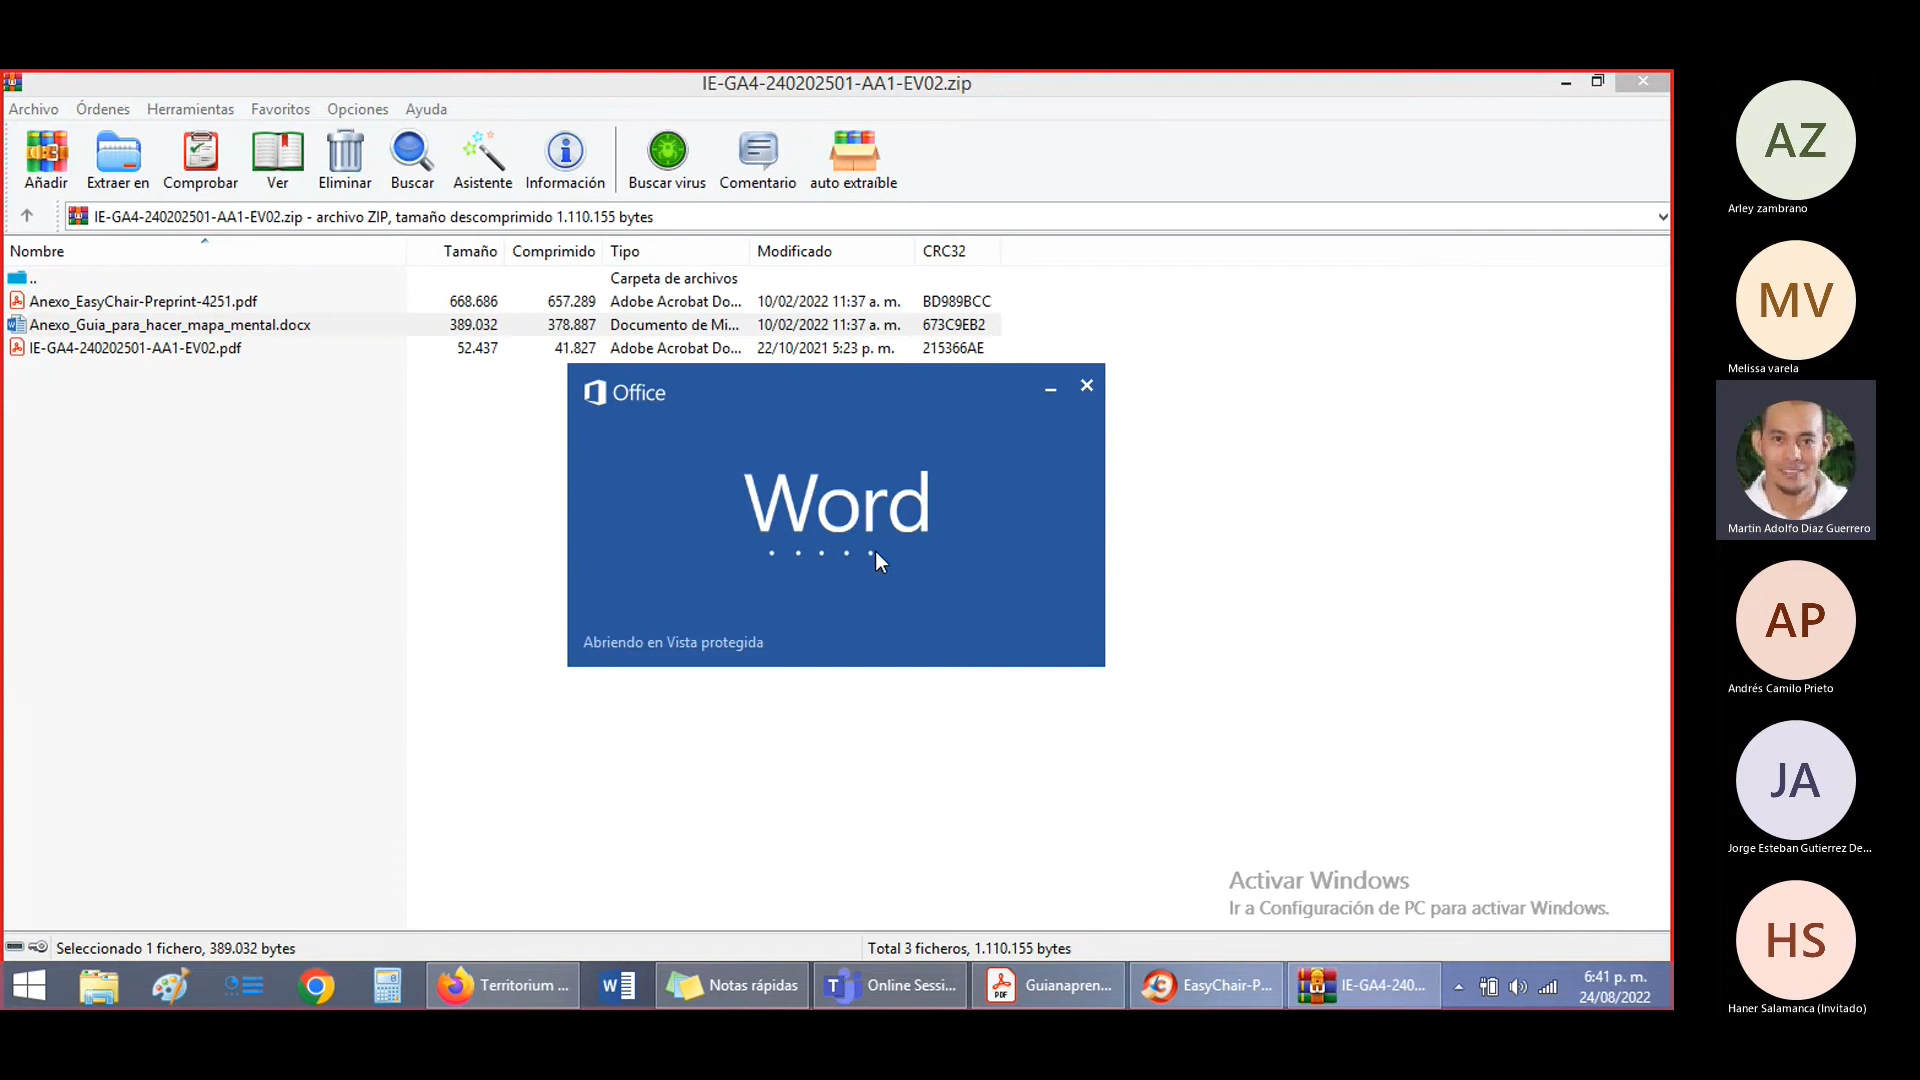 IE-GA4-240202501-AA1-EV02.zip
Archivo Órdenes Herramientas Favoritos Opciones Ayuda
Añadir Extraer en Comprobar Ver Eliminar Buscar Asistente Información Buscar virus Comentario auto extraíble
IE-GA4-240202501-AA1-EV02.zip - archivo ZIP, tamaño descomprimido 1.110.155 bytes
Nombre Tamaño Comprimido Tipo Modificado CRC32
.. Carpeta de archivos
Anexo_EasyChair-Preprint-4251.pdf 668.686 657.289 Adobe Acrobat Do... 10/02/2022 11:37 a. m. BD989BCC
Anexo_Guia_para_hacer_mapa_mental.docx 389.032 378.887 Documento de Mi... 10/02/2022 11:37 a. m. 673C9EB2
IE-GA4-240202501-AA1-EV02.pdf 52.437 41.827 Adobe Acrobat Do... 22/10/2021 5:23 p. m. 215366AE
Office
Word
Abriendo en Vista protegida
Activar Windows
Ir a Configuración de PC para activar Windows.
Seleccionado 1 fichero, 389.032 bytes Total 3 ficheros, 1.110.155 bytes
Territorium ... Notas rápidas Online Sessi... Guianapren... EasyChair-P... IE-GA4-240... 6:41 p. m.
24/08/2022
AZ
Arley zambrano
MV
Melissa varela
Martin Adolfo Diaz Guerrero
AP
Andrés Camilo Prieto
JA
Jorge Esteban Gutierrez De...
HS
Haner Salamanca (Invitado)